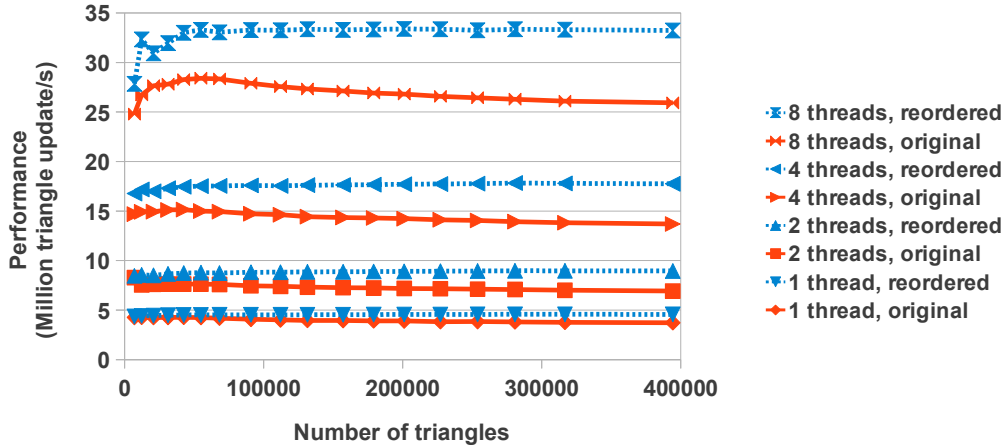 35
30
25
20
15
10
5
0
0
100000
200000
300000
400000
Performance
(Million triangle update/s)
Number of triangles
8 threads, reordered
8 threads, original
4 threads, reordered
4 threads, original
2 threads, reordered
2 threads, original
1 thread, reordered
1 thread, original